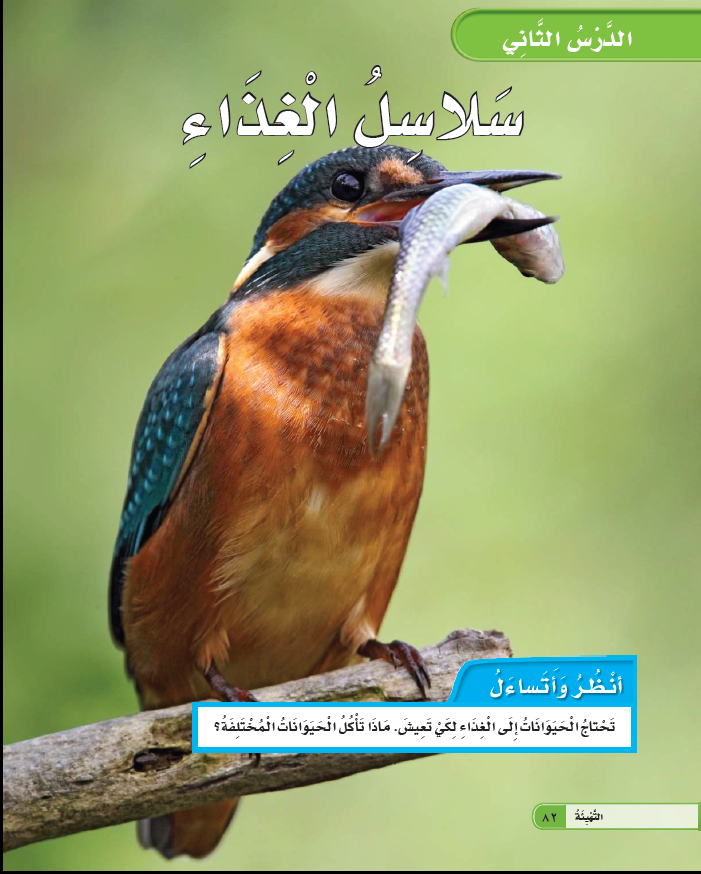 الدَّرْسُ الثَّانِي
سَلَاسِلُ الْغِذَاءِ
أَنْظُرُ وَأَتَسَاءَلُ
تَحْتَاجُ الْحَيَوَانَاتُ إِلَى الْغِذَاءِ لِكَيْ تَعِيشَ. مَاذَا تَأْكُلُ الْحَيَوَانَاتُ الْمُخْتَلِفَةُ؟
التَّهْيِئَةُ ٨٢